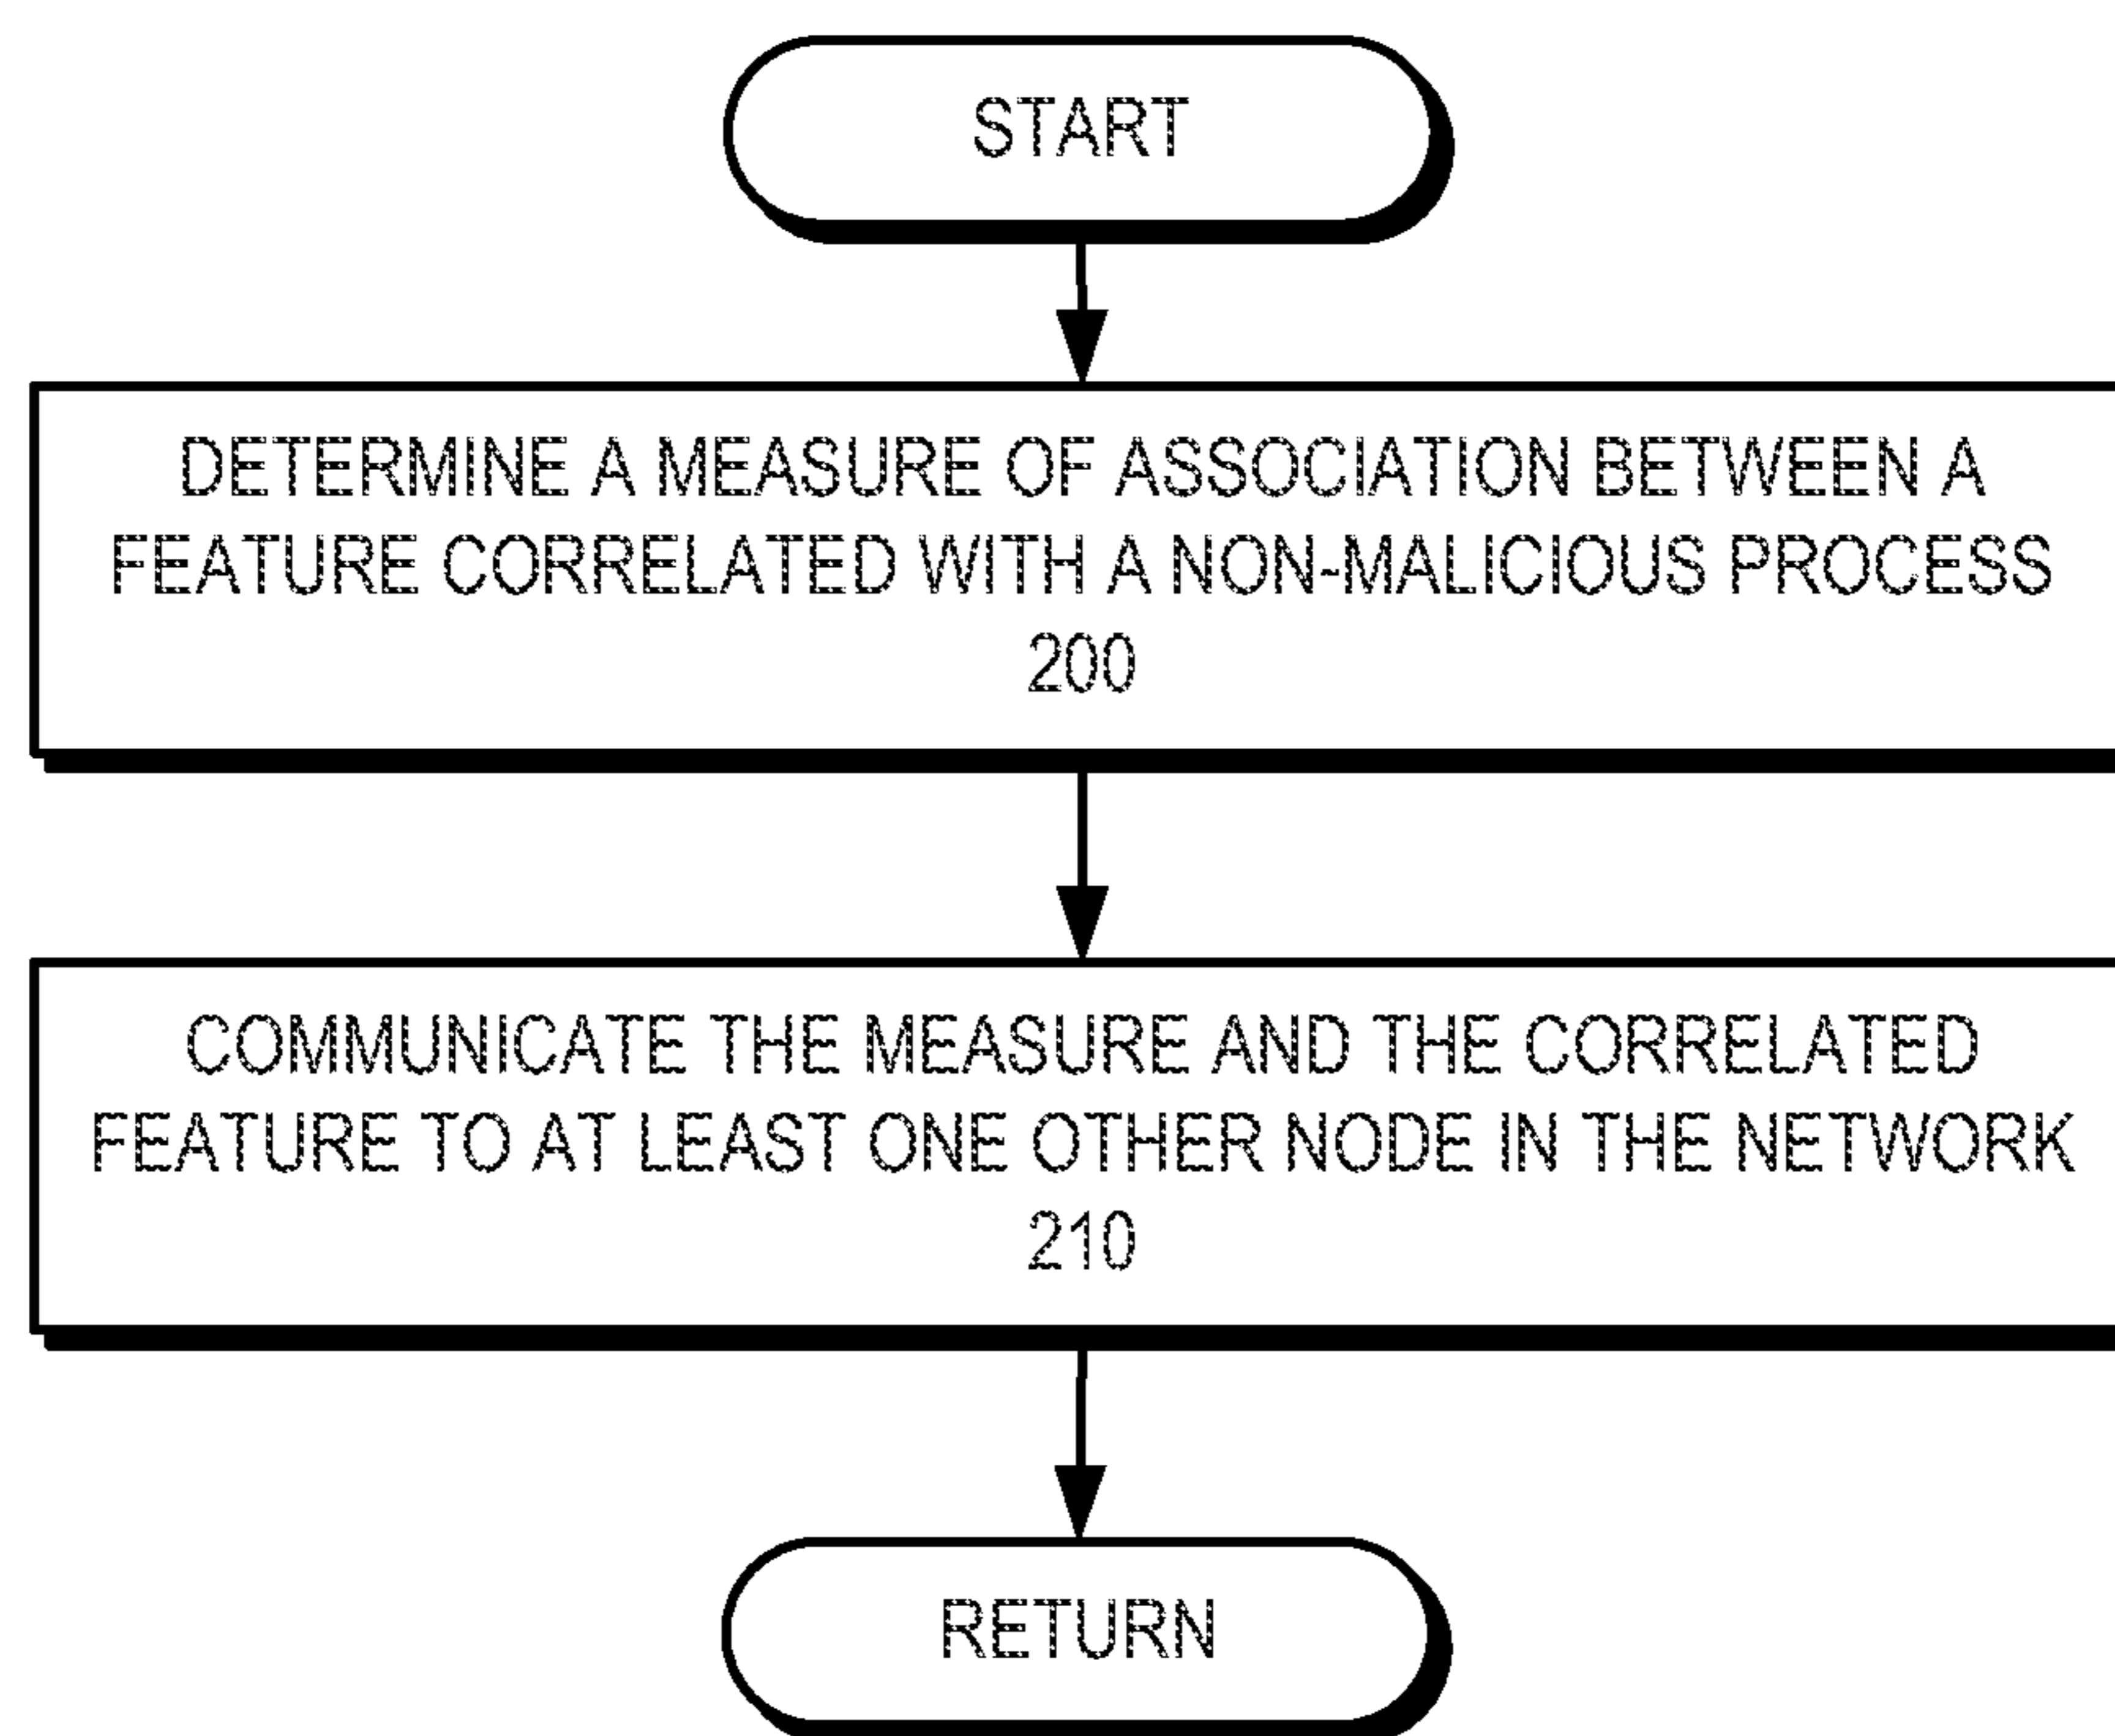 START
DETERMINE A MEASURE OF ASSOCIATION BETWEEN A
FEATURE CORRELATED WITH A NON-MALICIOUS PROCESS
200
COMMUNICATE THE MEASURE AND THE CORRELATED
FEATURE TO AT LEAST ONE OTHER NODE IN THE NETWORK
210
RETURN